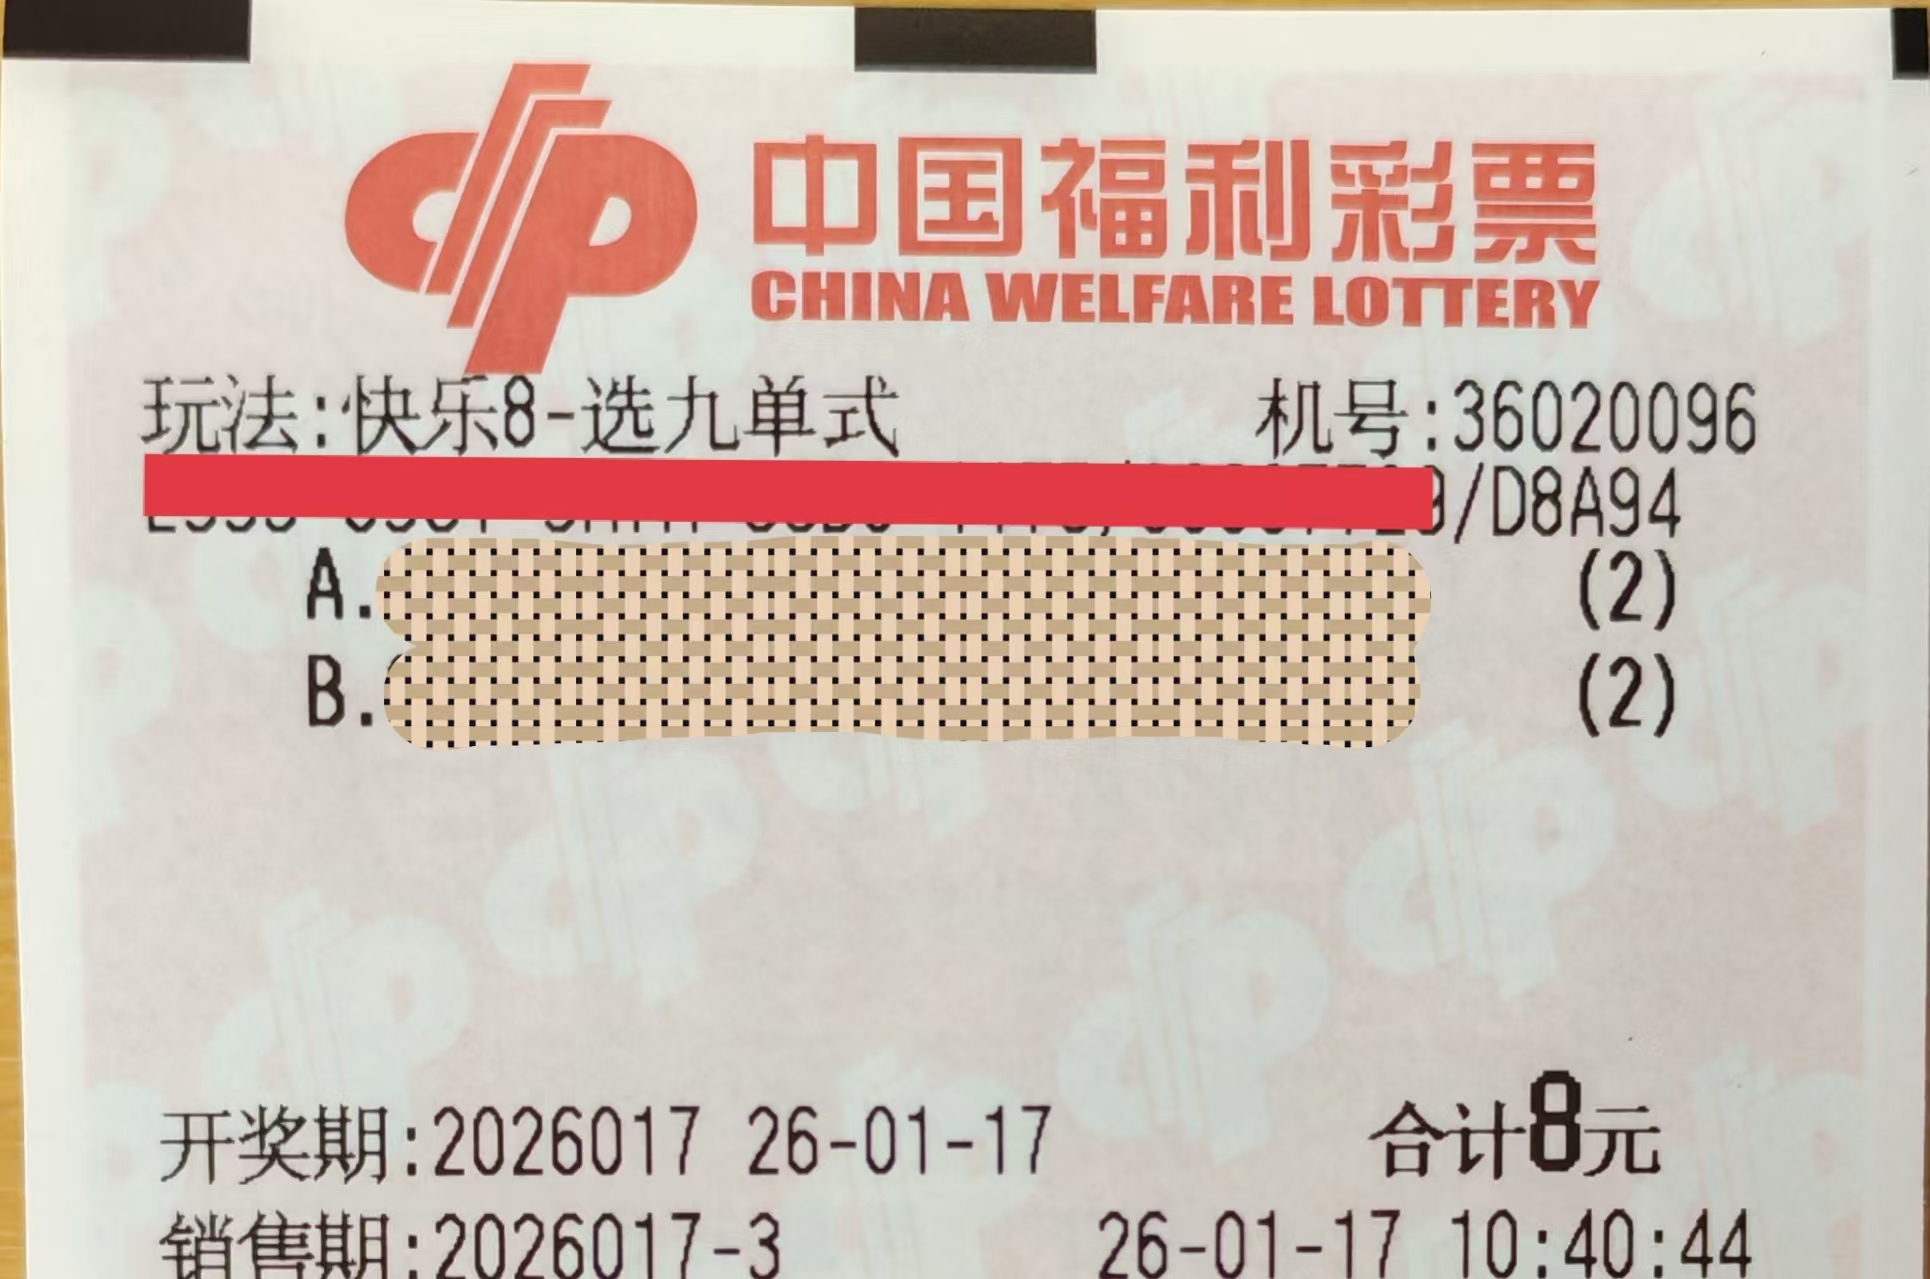 中国福利彩票
CHINA WELFARE LOTTERY
玩法:快乐8-选九单式 机号:36020096
/D8A94
A. (2)
B. (2)
开奖期:2026017 26-01-17 合计8元
销售期:2026017-3 26-01-17 10:40:44